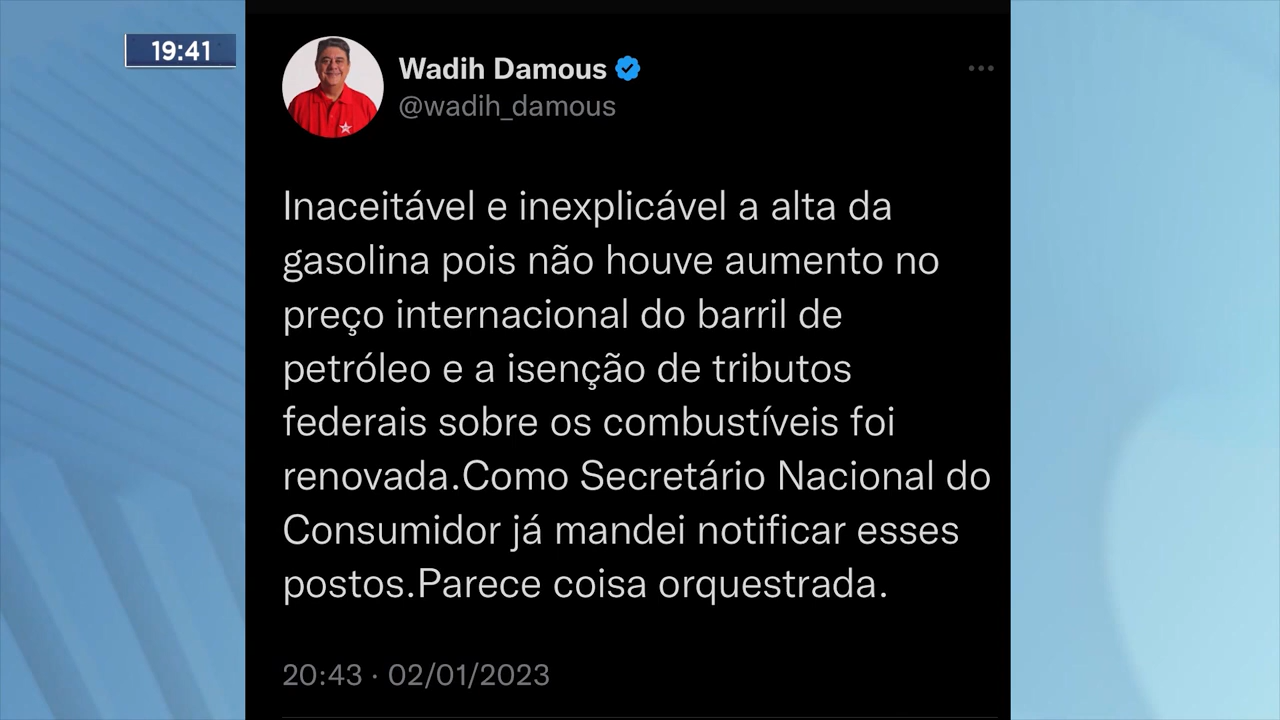 19:41
Wadih Damous
@wadih_damous
Inaceitável e inexplicável a alta da
gasolina pois não houve aumento no
preço internacional do barril de
petróleo e a isenção de tributos
federais sobre os combustíveis foi
renovada.Como Secretário Nacional do
Consumidor já mandei notificar esses
postos.Parece coisa orquestrada.
20:43 · 02/01/2023